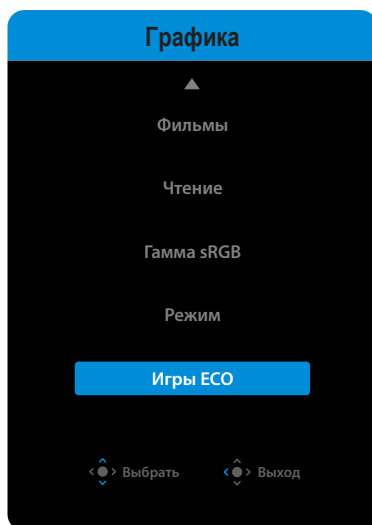 Графика
Фильмы
Чтение
Гамма sRGB
Режим
Игры ECO
Выбрать Выход